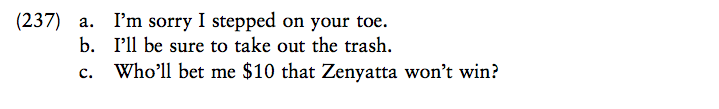 (237) a. I'm sorry I stepped on your toe.
b. I'll be sure to take out the trash.
c. Who'll bet me $10 that Zenyatta won't win?